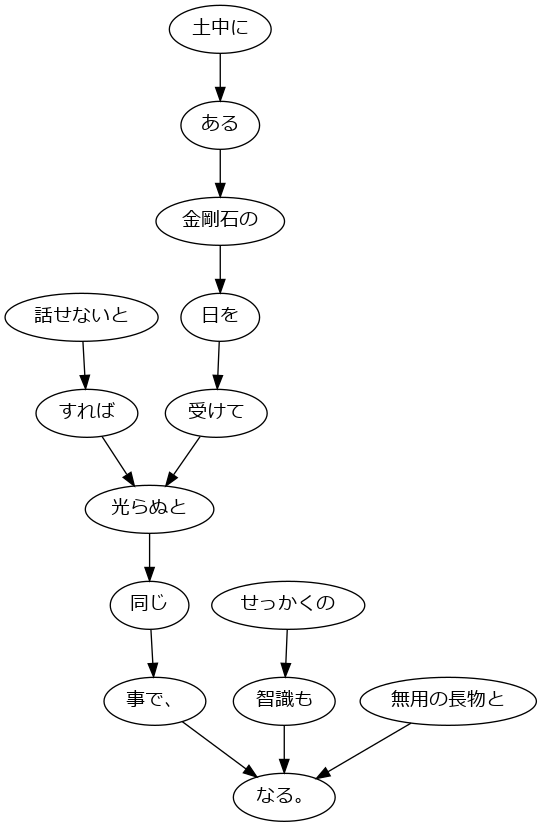 土中に
ある
金剛石の
話せないと
日を
すれば
受けて
光らぬと
同じ
せっかくの
事で、
智識も
無用の長物と
なる。